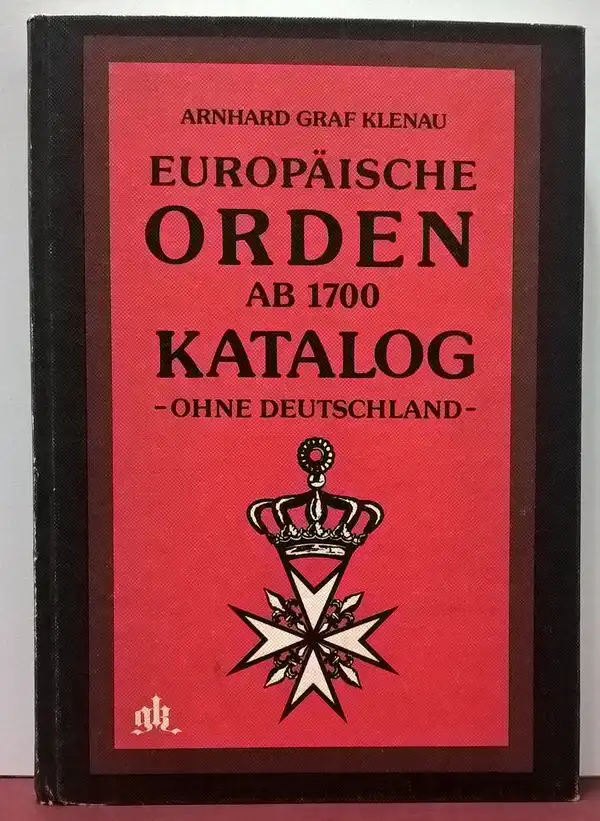 ARNHARD GRAF KLENAU
EUROPÄISCHE
ORDEN
AB 1700
KATALOG
-OHNE DEUTSCHLAND-
gk